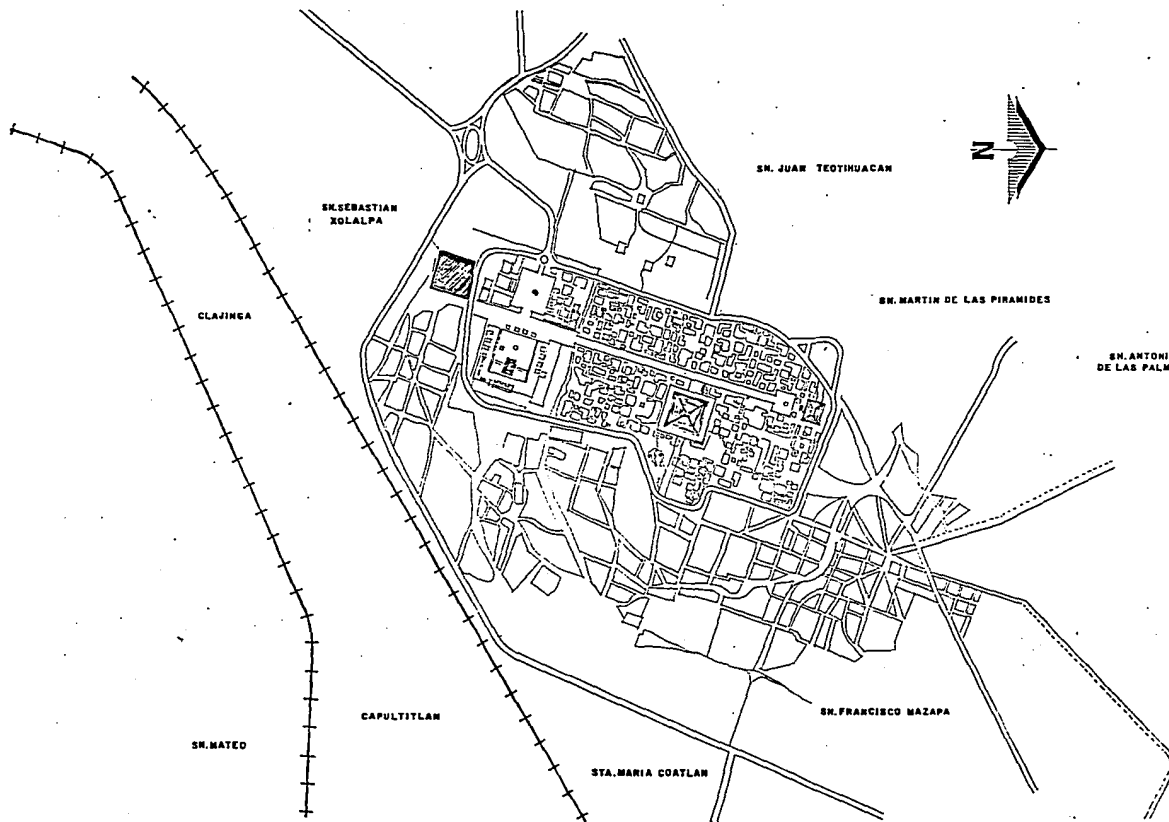 SN. JUAN TEOTIHUACAN
N
SN. SEBASTIAN
XOLALPA
SN. MARTIN DE LAS PIRAMIDES
CLAJINGA
SN. ANTONI
DE LAS PALM
SN. FRANCISCO MAZAPA
CAPULTITLAN
SN. MATEO
STA. MARIA COATLAN